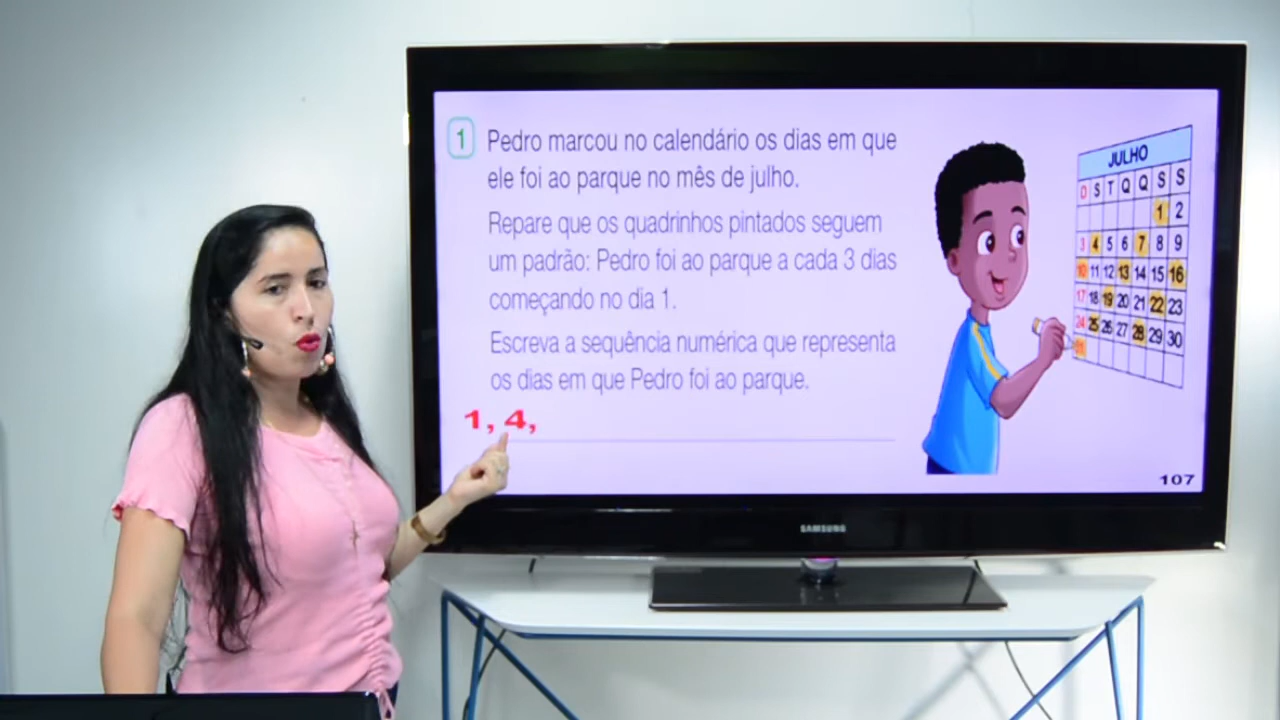 1 Pedro marcou no calendário os dias em que
ele foi ao parque no mês de julho.
Repare que os quadrinhos pintados seguem
um padrão: Pedro foi ao parque a cada 3 dias
começando no dia 1.
Escreva a sequência numérica que representa
os dias em que Pedro foi ao parque.
1, 4,
JULHO
D S T Q Q S S
1 2
3 4 5 6 7 8 9
10 11 12 13 14 15 16
17 18 19 20 21 22 23
24 25 26 27 28 29 30
31
107
SAMSUNG